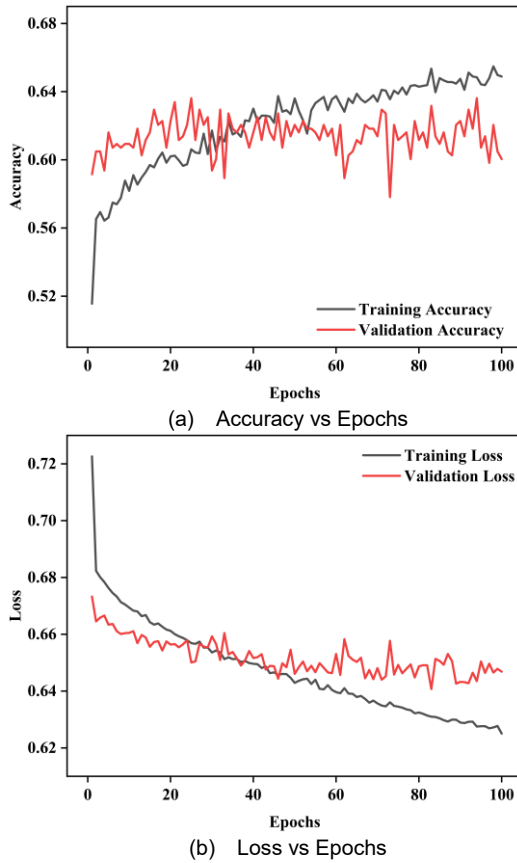 0.68
0.64
0.60
0.56
0.52
Accuracy
Training Accuracy
Validation Accuracy
0 20 40 60 80 100
Epochs
(a) Accuracy vs Epochs
0.72
0.70
0.68
0.66
0.64
0.62
Loss
Training Loss
Validation Loss
0 20 40 60 80 100
Epochs
(b) Loss vs Epochs